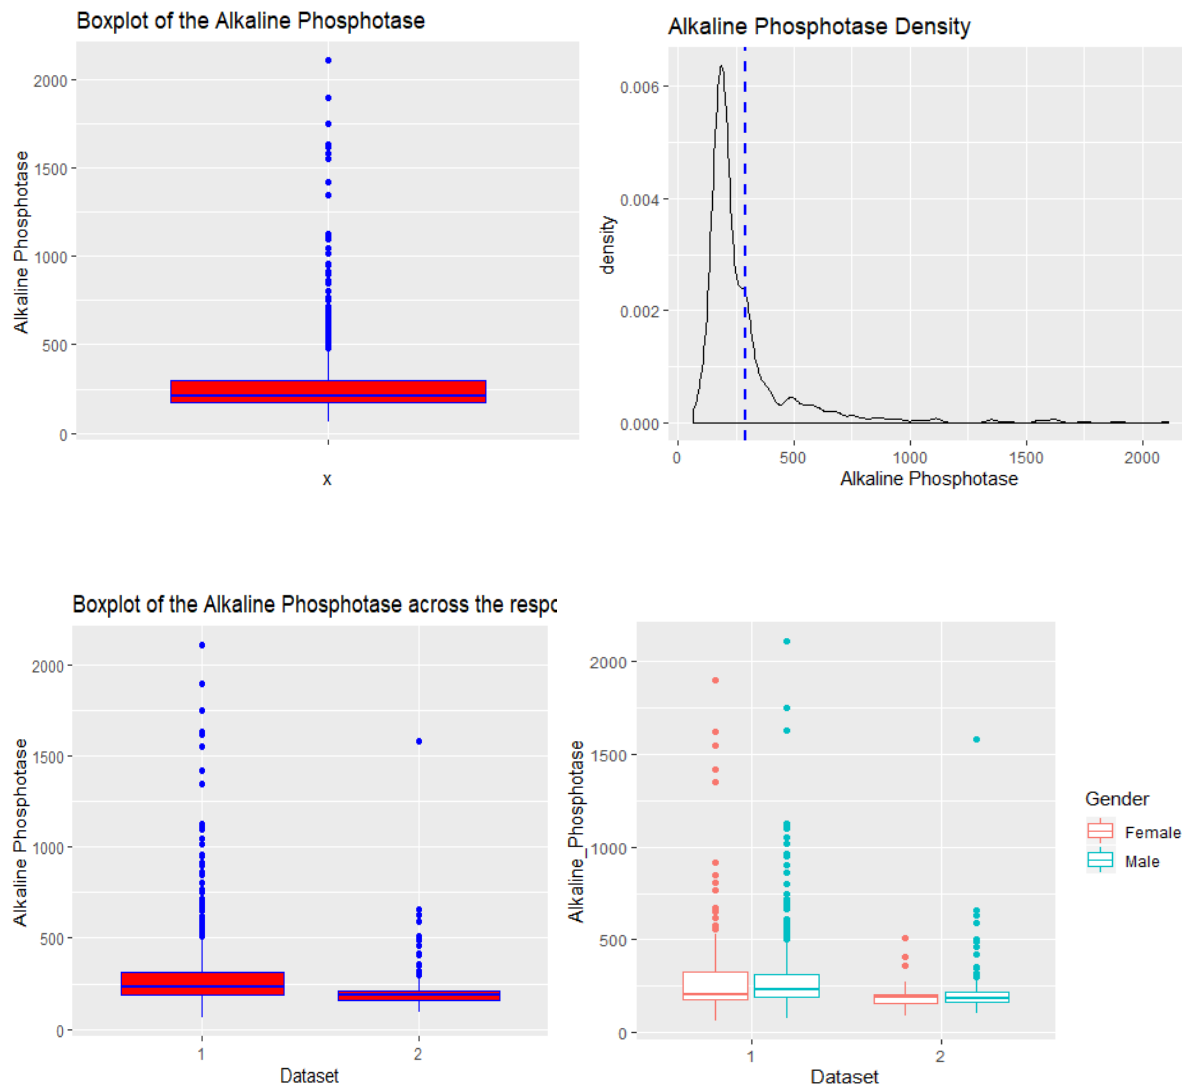 Boxplot of the Alkaline Phosphotase
Alkaline Phosphotase
2000
1500
1000
500
0
x
Alkaline Phosphotase Density
density
0.006
0.004
0.002
0.000
0 500 1000 1500 2000
Alkaline Phosphotase
Boxplot of the Alkaline Phosphotase across the respo
Alkaline Phosphotase
2000
1500
1000
500
0
1 2
Dataset
Alkaline_Phosphotase
2000
1500
1000
500
0
1 2
Dataset
Gender
Female
Male